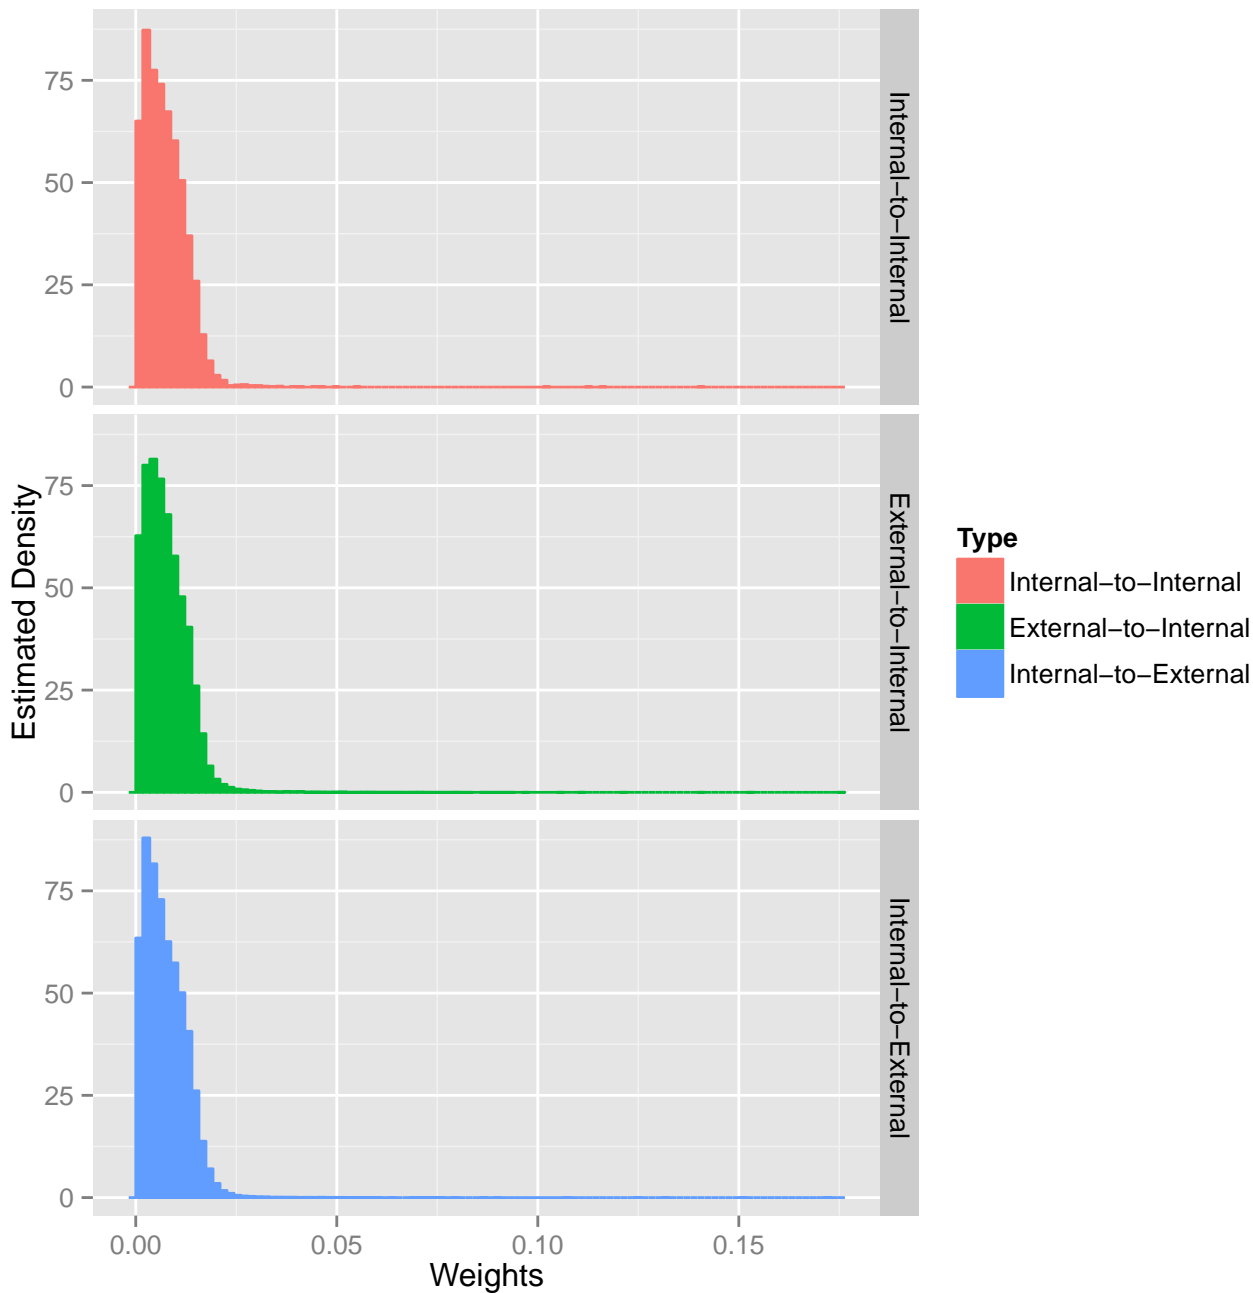 75
50
25
0
Internal−to−Internal
Estimated Density
75
50
25
0
External−to−Internal
75
50
25
0
Internal−to−External
0.00
0.05
0.10
0.15
Weights
Type
Internal−to−Internal
External−to−Internal
Internal−to−External